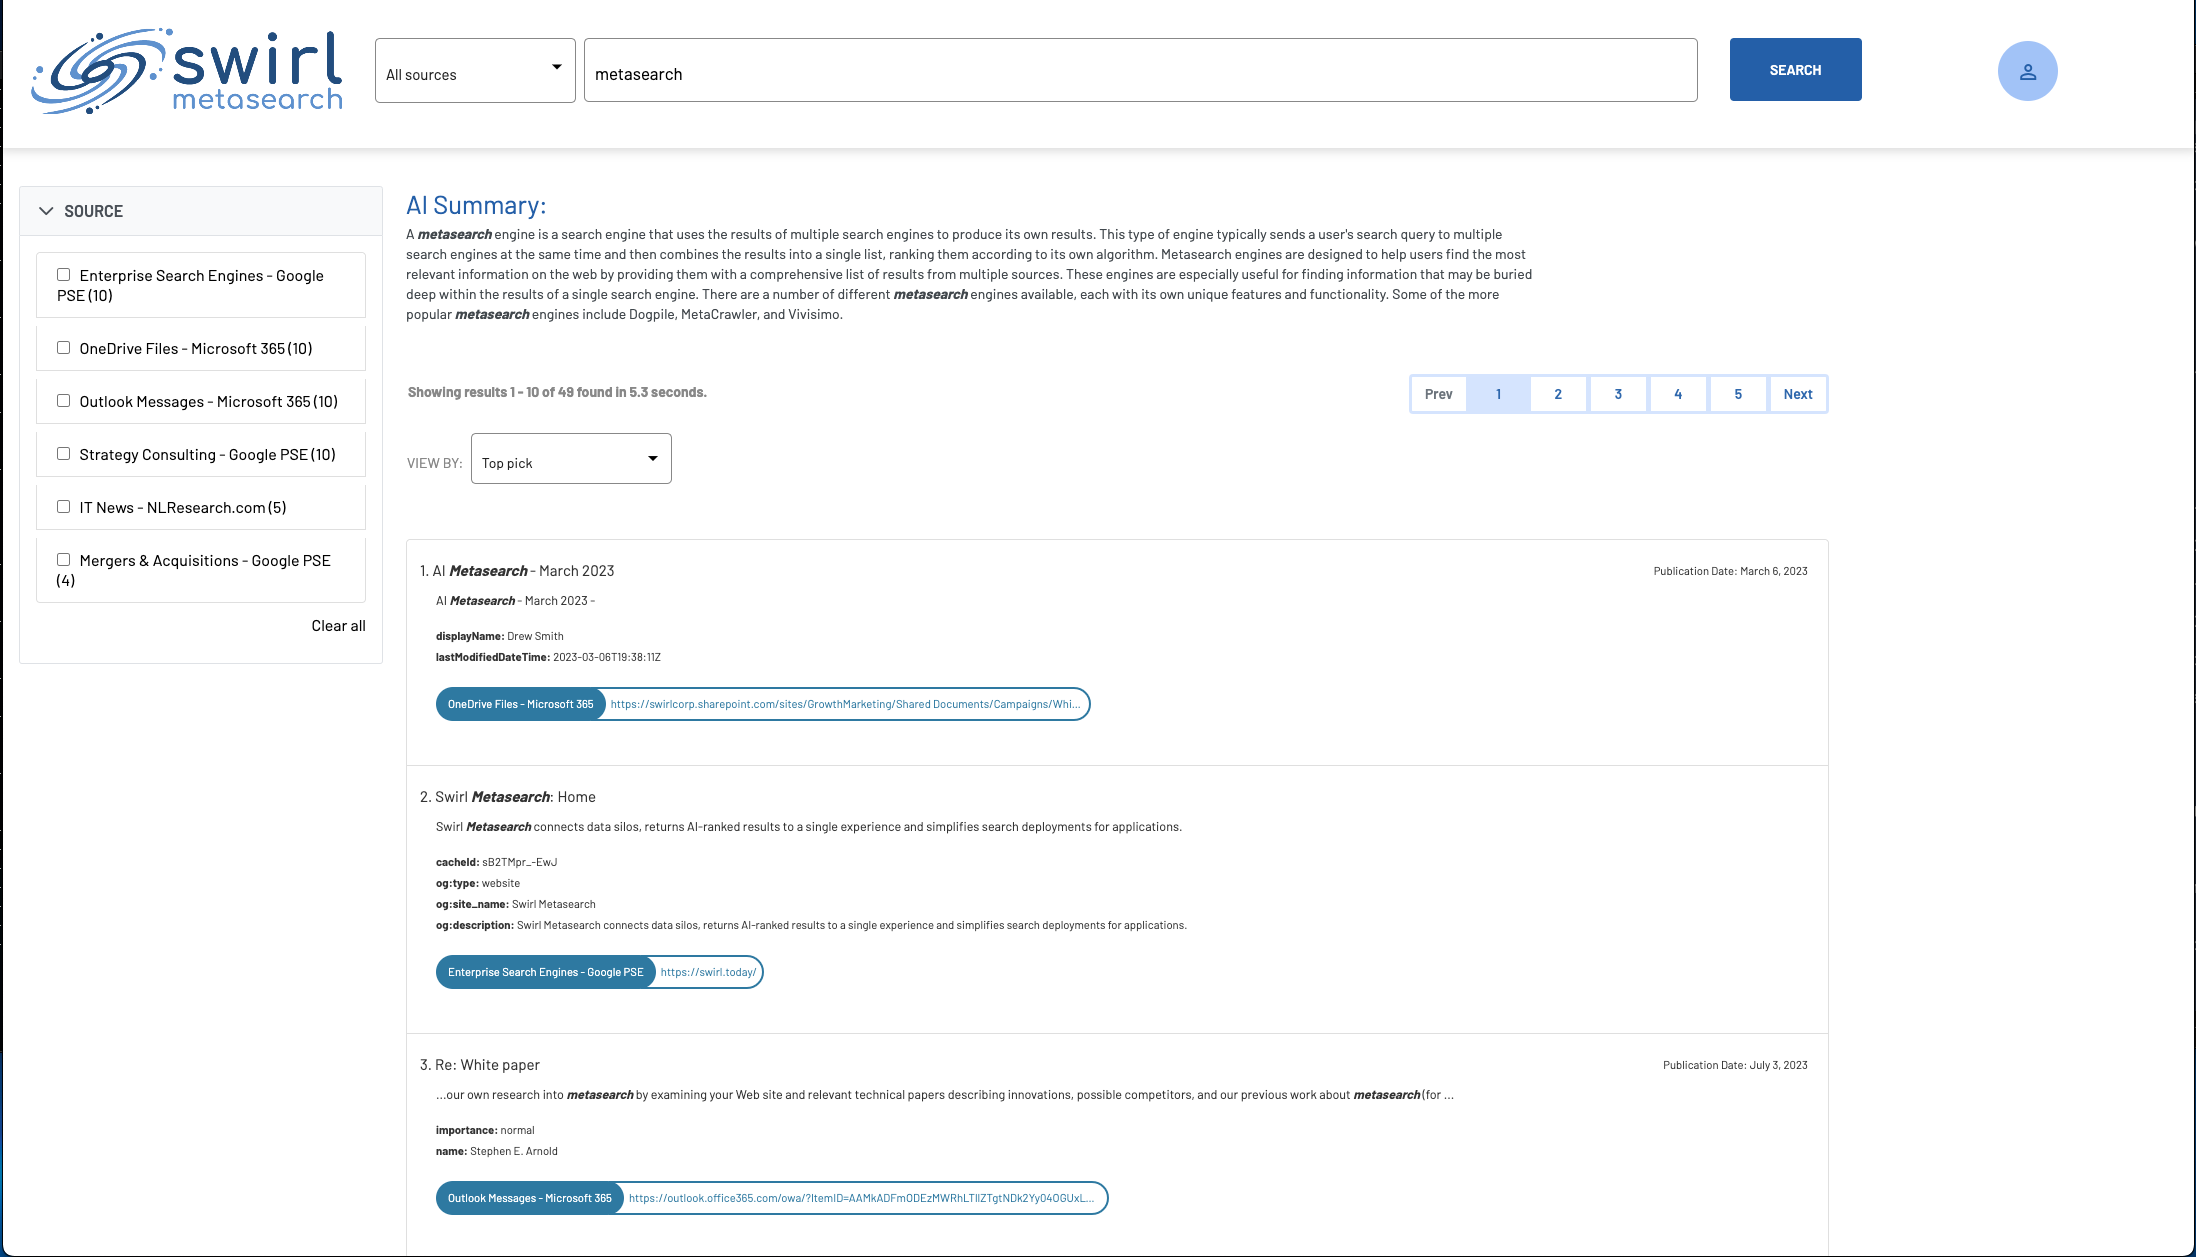 swirl
metasearch
All sources
metasearch
SEARCH
SOURCE
Enterprise Search Engines - Google
PSE (10)
OneDrive Files - Microsoft 365 (10)
Outlook Messages - Microsoft 365 (10)
Strategy Consulting - Google PSE (10)
IT News - NLResearch.com (5)
Mergers & Acquisitions - Google PSE
(4)
Clear all
AI Summary:
A metasearch engine is a search engine that uses the results of multiple search engines to produce its own results. This type of engine typically sends a user's search query to multiple
search engines at the same time and then combines the results into a single list, ranking them according to its own algorithm. Metasearch engines are designed to help users find the most
relevant information on the web by providing them with a comprehensive list of results from multiple sources. These engines are especially useful for finding information that may be buried
deep within the results of a single search engine. There are a number of different metasearch engines available, each with its own unique features and functionality. Some of the more
popular metasearch engines include Dogpile, MetaCrawler, and Vivisimo.
Showing results 1 - 10 of 49 found in 5.3 seconds.
Prev 1 2 3 4 5 Next
VIEW BY: Top pick
1. AI Metasearch - March 2023
Publication Date: March 6, 2023
AI Metasearch - March 2023 -
displayName: Drew Smith
lastModifiedDateTime: 2023-03-06T19:38:11Z
OneDrive Files - Microsoft 365 https://swirlcorp.sharepoint.com/sites/GrowthMarketing/Shared Documents/Campaigns/Whi...
2. Swirl Metasearch: Home
Swirl Metasearch connects data silos, returns AI-ranked results to a single experience and simplifies search deployments for applications.
cacheId: sB2TMpr_-EwJ
og:type: website
og:site_name: Swirl Metasearch
og:description: Swirl Metasearch connects data silos, returns AI-ranked results to a single experience and simplifies search deployments for applications.
Enterprise Search Engines - Google PSE https://swirl.today/
3. Re: White paper
Publication Date: July 3, 2023
...our own research into metasearch by examining your Web site and relevant technical papers describing innovations, possible competitors, and our previous work about metasearch (for ...
importance: normal
name: Stephen E. Arnold
Outlook Messages - Microsoft 365 https://outlook.office365.com/owa/?ItemID=AAMkADFmODEzMWRhLTllZTgtNDk2Yy04OGUxL...